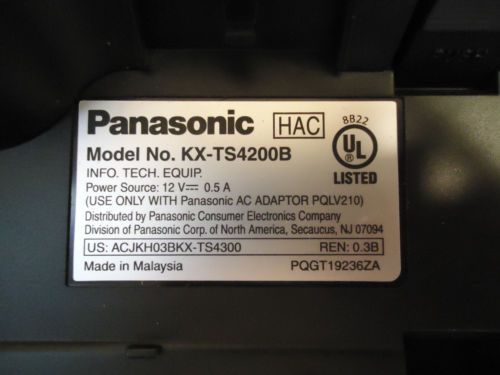 Panasonic HAC
8B22
UL
LISTED
Model No. KX-TS4200B
INFO. TECH. EQUIP.
Power Source: 12 V⎓ 0.5 A
(USE ONLY WITH Panasonic AC ADAPTOR PQLV210)
Distributed by Panasonic Consumer Electronics Company
Division of Panasonic Corp. of North America, Secaucus, NJ 07094
US: ACJKH03BKX-TS4300 REN: 0.3B
Made in Malaysia PQGT19236ZA